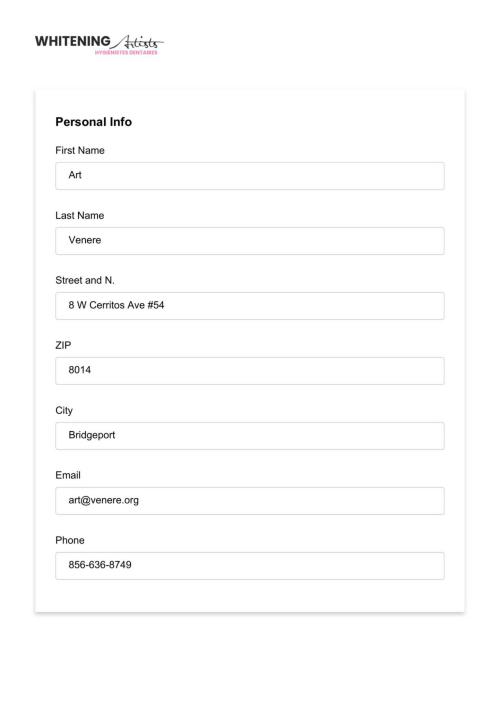 WHITENING Artists
HYGIÉNISTES DENTAIRES
Personal Info
First Name
Art
Last Name
Venere
Street and N.
8 W Cerritos Ave #54
ZIP
8014
City
Bridgeport
Email
art@venere.org
Phone
856-636-8749